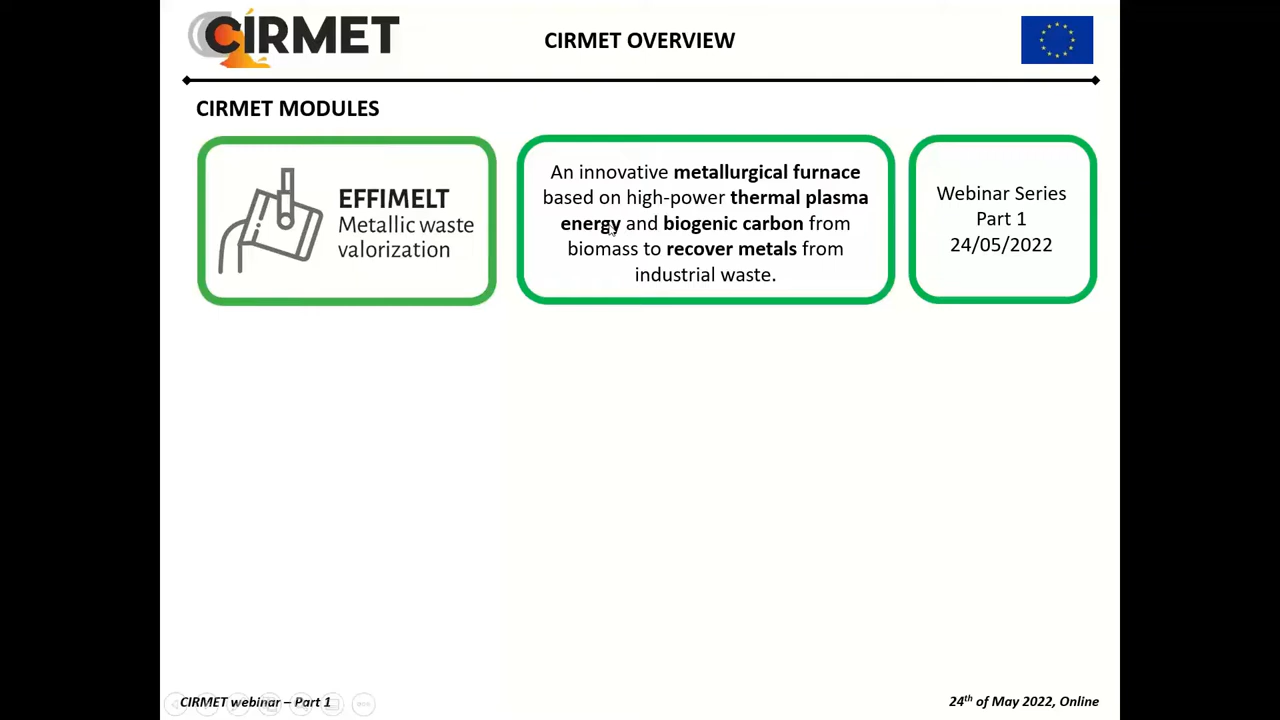 CIRMET
CIRMET OVERVIEW
CIRMET MODULES
EFFIMELT
Metallic waste
valorization
An innovative metallurgical furnace
based on high-power thermal plasma
energy and biogenic carbon from
biomass to recover metals from
industrial waste.
Webinar Series
Part 1
24/05/2022
CIRMET webinar – Part 1
24th of May 2022, Online